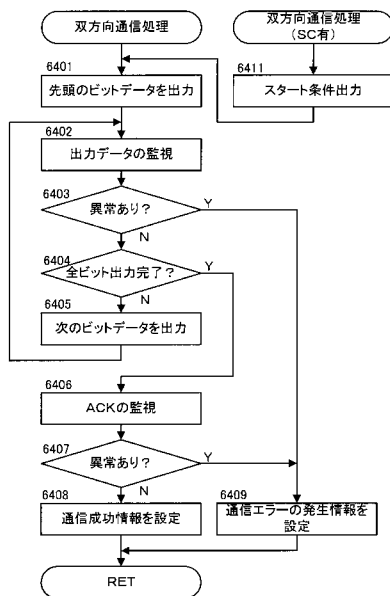 双方向通信処理
双方向通信処理
(SC有)
6401
先頭のビットデータを出力
6411
スタート条件出力
6402
出力データの監視
6403
異常あり?
Y
N
6404
全ビット出力完了?
Y
N
6405
次のビットデータを出力
6406
ACKの監視
6407
異常あり?
Y
N
6408
通信成功情報を設定
6409
通信エラーの発生情報を
設定
RET